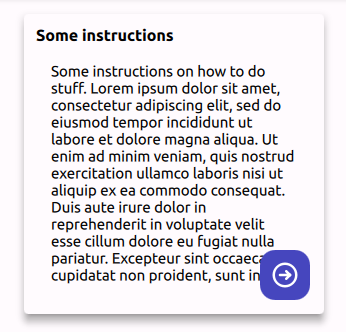 Some instructions
Some instructions on how to do
stuff. Lorem ipsum dolor sit amet,
consectetur adipiscing elit, sed do
eiusmod tempor incididunt ut
labore et dolore magna aliqua. Ut
enim ad minim veniam, quis nostrud
exercitation ullamco laboris nisi ut
aliquip ex ea commodo consequat.
Duis aute irure dolor in
reprehenderit in voluptate velit
esse cillum dolore eu fugiat nulla
pariatur. Excepteur sint
cupidatat non proident, sunt in